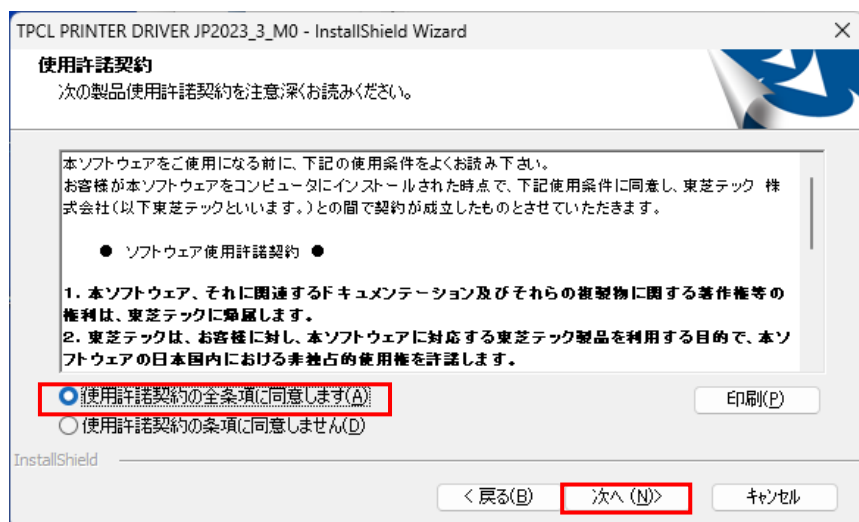 TPCL PRINTER DRIVER JP2023_3_M0 - InstallShield Wizard
使用許諾契約
次の製品使用許諾契約を注意深くお読みください。
本ソフトウェアをご使用になる前に、下記の使用条件をよくお読み下さい。
お客様が本ソフトウェアをコンピュータにインストールされた時点で、下記使用条件に同意し、東芝テック 株
式会社(以下東芝テックといいます。)との間で契約が成立したものとさせていただきます。
● ソフトウェア使用許諾契約 ●
1. 本ソフトウェア、それに関連するドキュメンテーション及びそれらの複製物に関する著作権等の
権利は、東芝テックに帰属します。
2. 東芝テックは、お客様に対し、本ソフトウェアに対応する東芝テック製品を利用する目的で、本ソ
フトウェアの日本国内における非独占的使用権を許諾します。
使用許諾契約の全条項に同意します(A)
印刷(P)
使用許諾契約の条項に同意しません(D)
InstallShield
< 戻る(B)
次へ (N)>
キャンセル